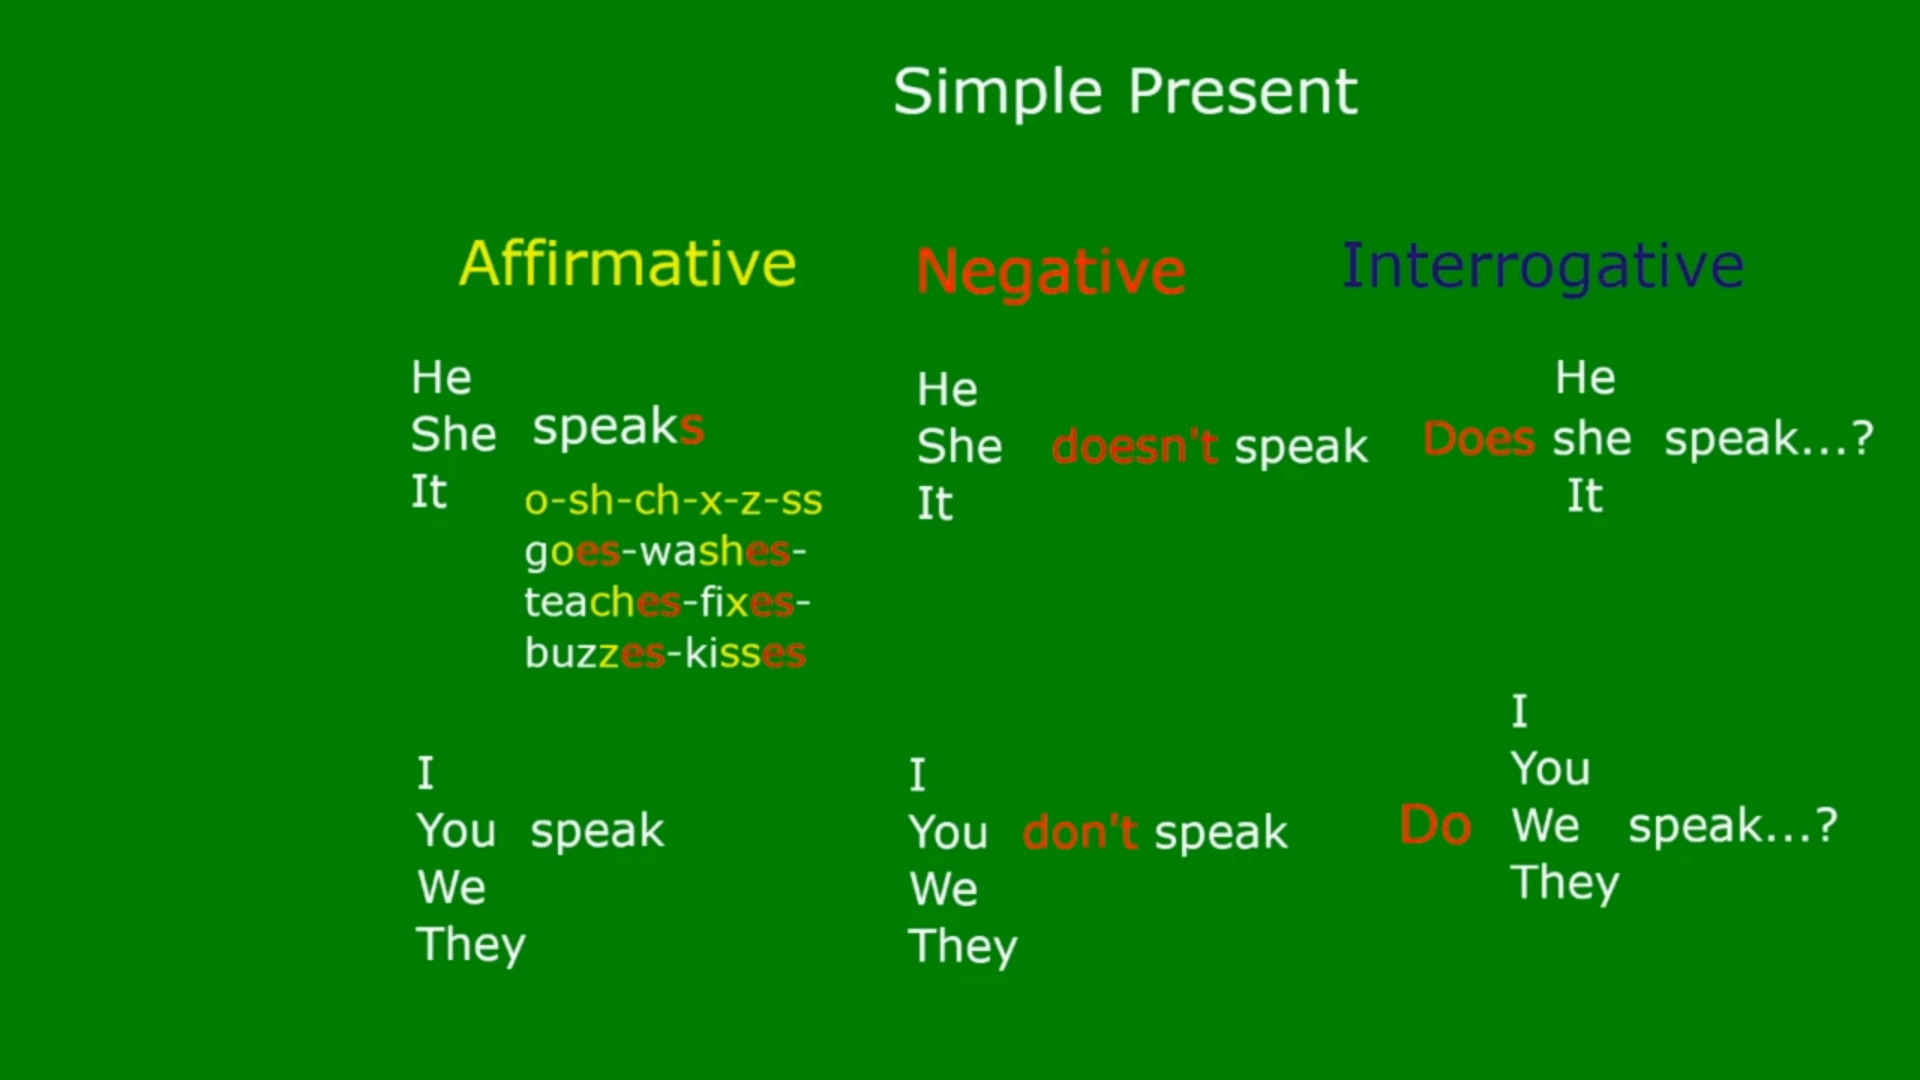 Simple Present
Affirmative
He
She speaks
It
o-sh-ch-x-z-ss
goes-washes-
teaches-fixes-
buzzes-kisses
I
You speak
We
They
Negative
He
She doesn't speak
It
I
You don't speak
We
They
Interrogative
He
Does she speak...?
It
I
You
Do We speak...?
They